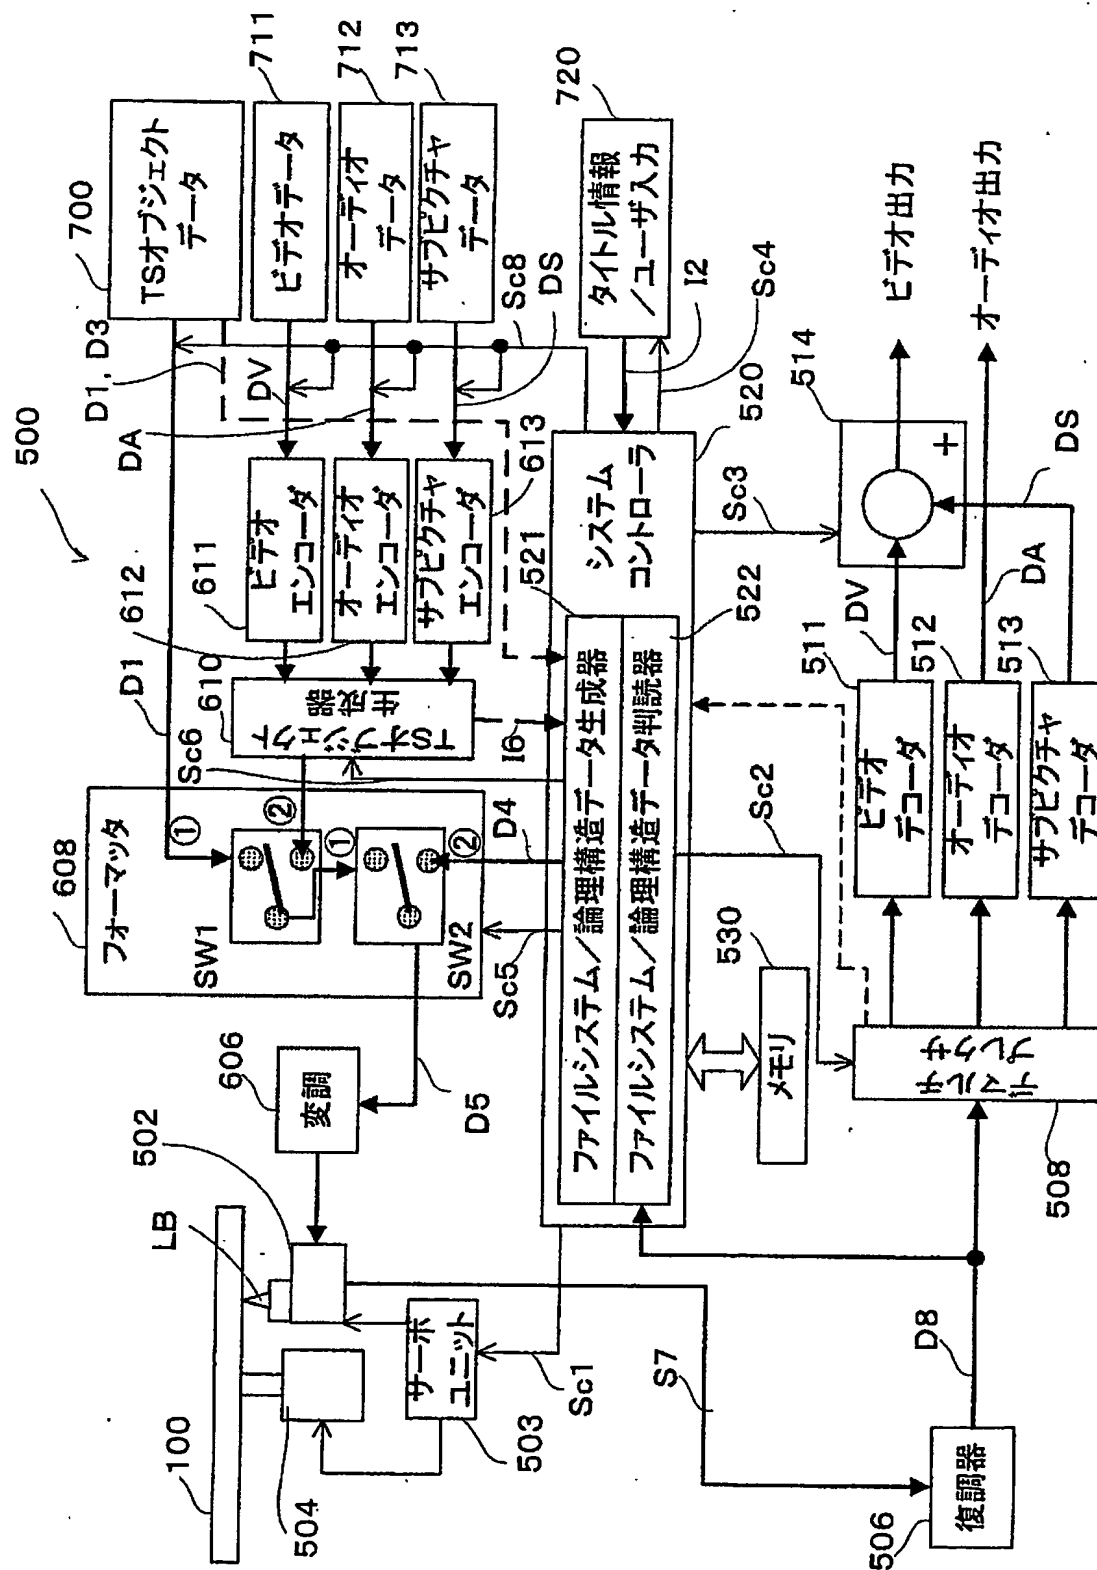 500
100
LB
502
504
サーボ
ユニット
503
Sc1
606
変調
D5
608
フォーマッタ
SW1
SW2
①
②
①
②
Sc5
D4
D1
Sc6
610
TSオブジェクト
生成器
I6
611
ビデオ
エンコーダ
612
オーディオ
エンコーダ
613
サブピクチャ
エンコーダ
DV
DA
D1, D3
Sc8
DS
700
TSオブジェクト
データ
711
ビデオデータ
712
オーディオ
データ
713
サブピクチャ
データ
720
タイトル情報
/ユーザ入力
I2
Sc4
520
システム
コントローラ
521
ファイルシステム/論理構造データ生成器
522
ファイルシステム/論理構造データ判読器
530
メモリ
Sc2
Sc3
S7
506
復調器
D8
508
デマルチ
プレクサ
511
ビデオ
デコーダ
512
オーディオ
デコーダ
513
サブピクチャ
デコーダ
DV
DA
DS
514
+
ビデオ出力
オーディオ出力